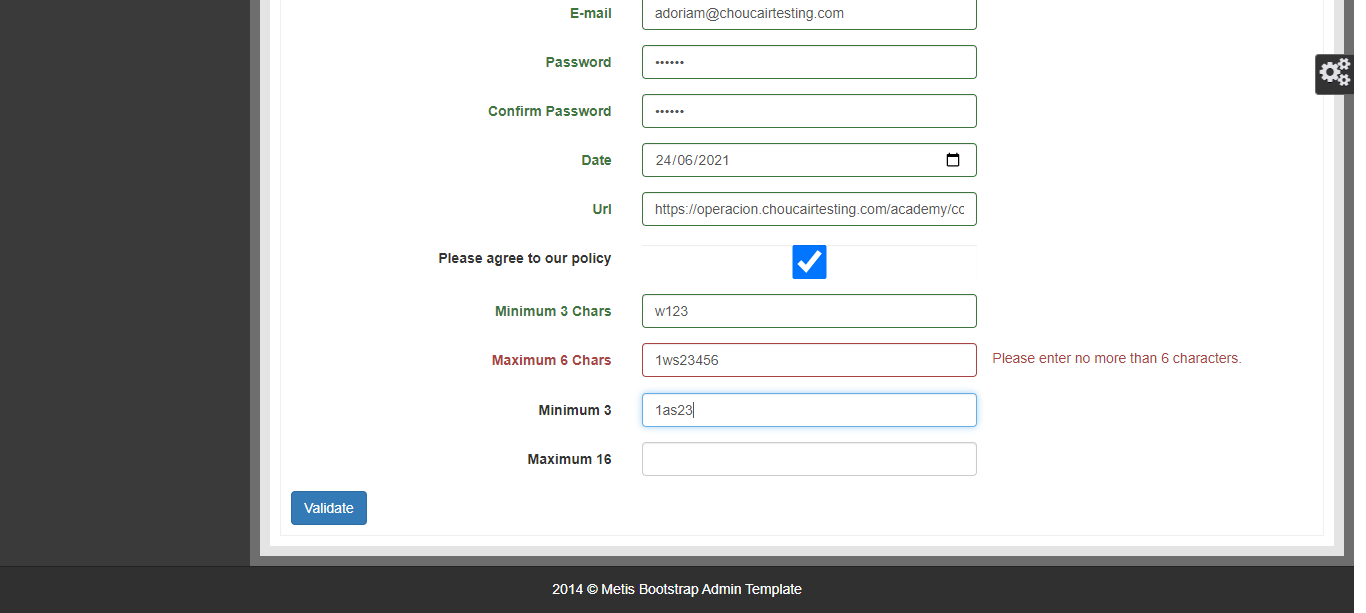 E-mail adoriam@choucairtesting.com
Password ••••••
Confirm Password ••••••
Date 24/06/2021
Url https://operacion.choucairtesting.com/academy/cc
Please agree to our policy
Minimum 3 Chars w123
Maximum 6 Chars 1ws23456 Please enter no more than 6 characters.
Minimum 3 1as23
Maximum 16
Validate
2014 © Metis Bootstrap Admin Template